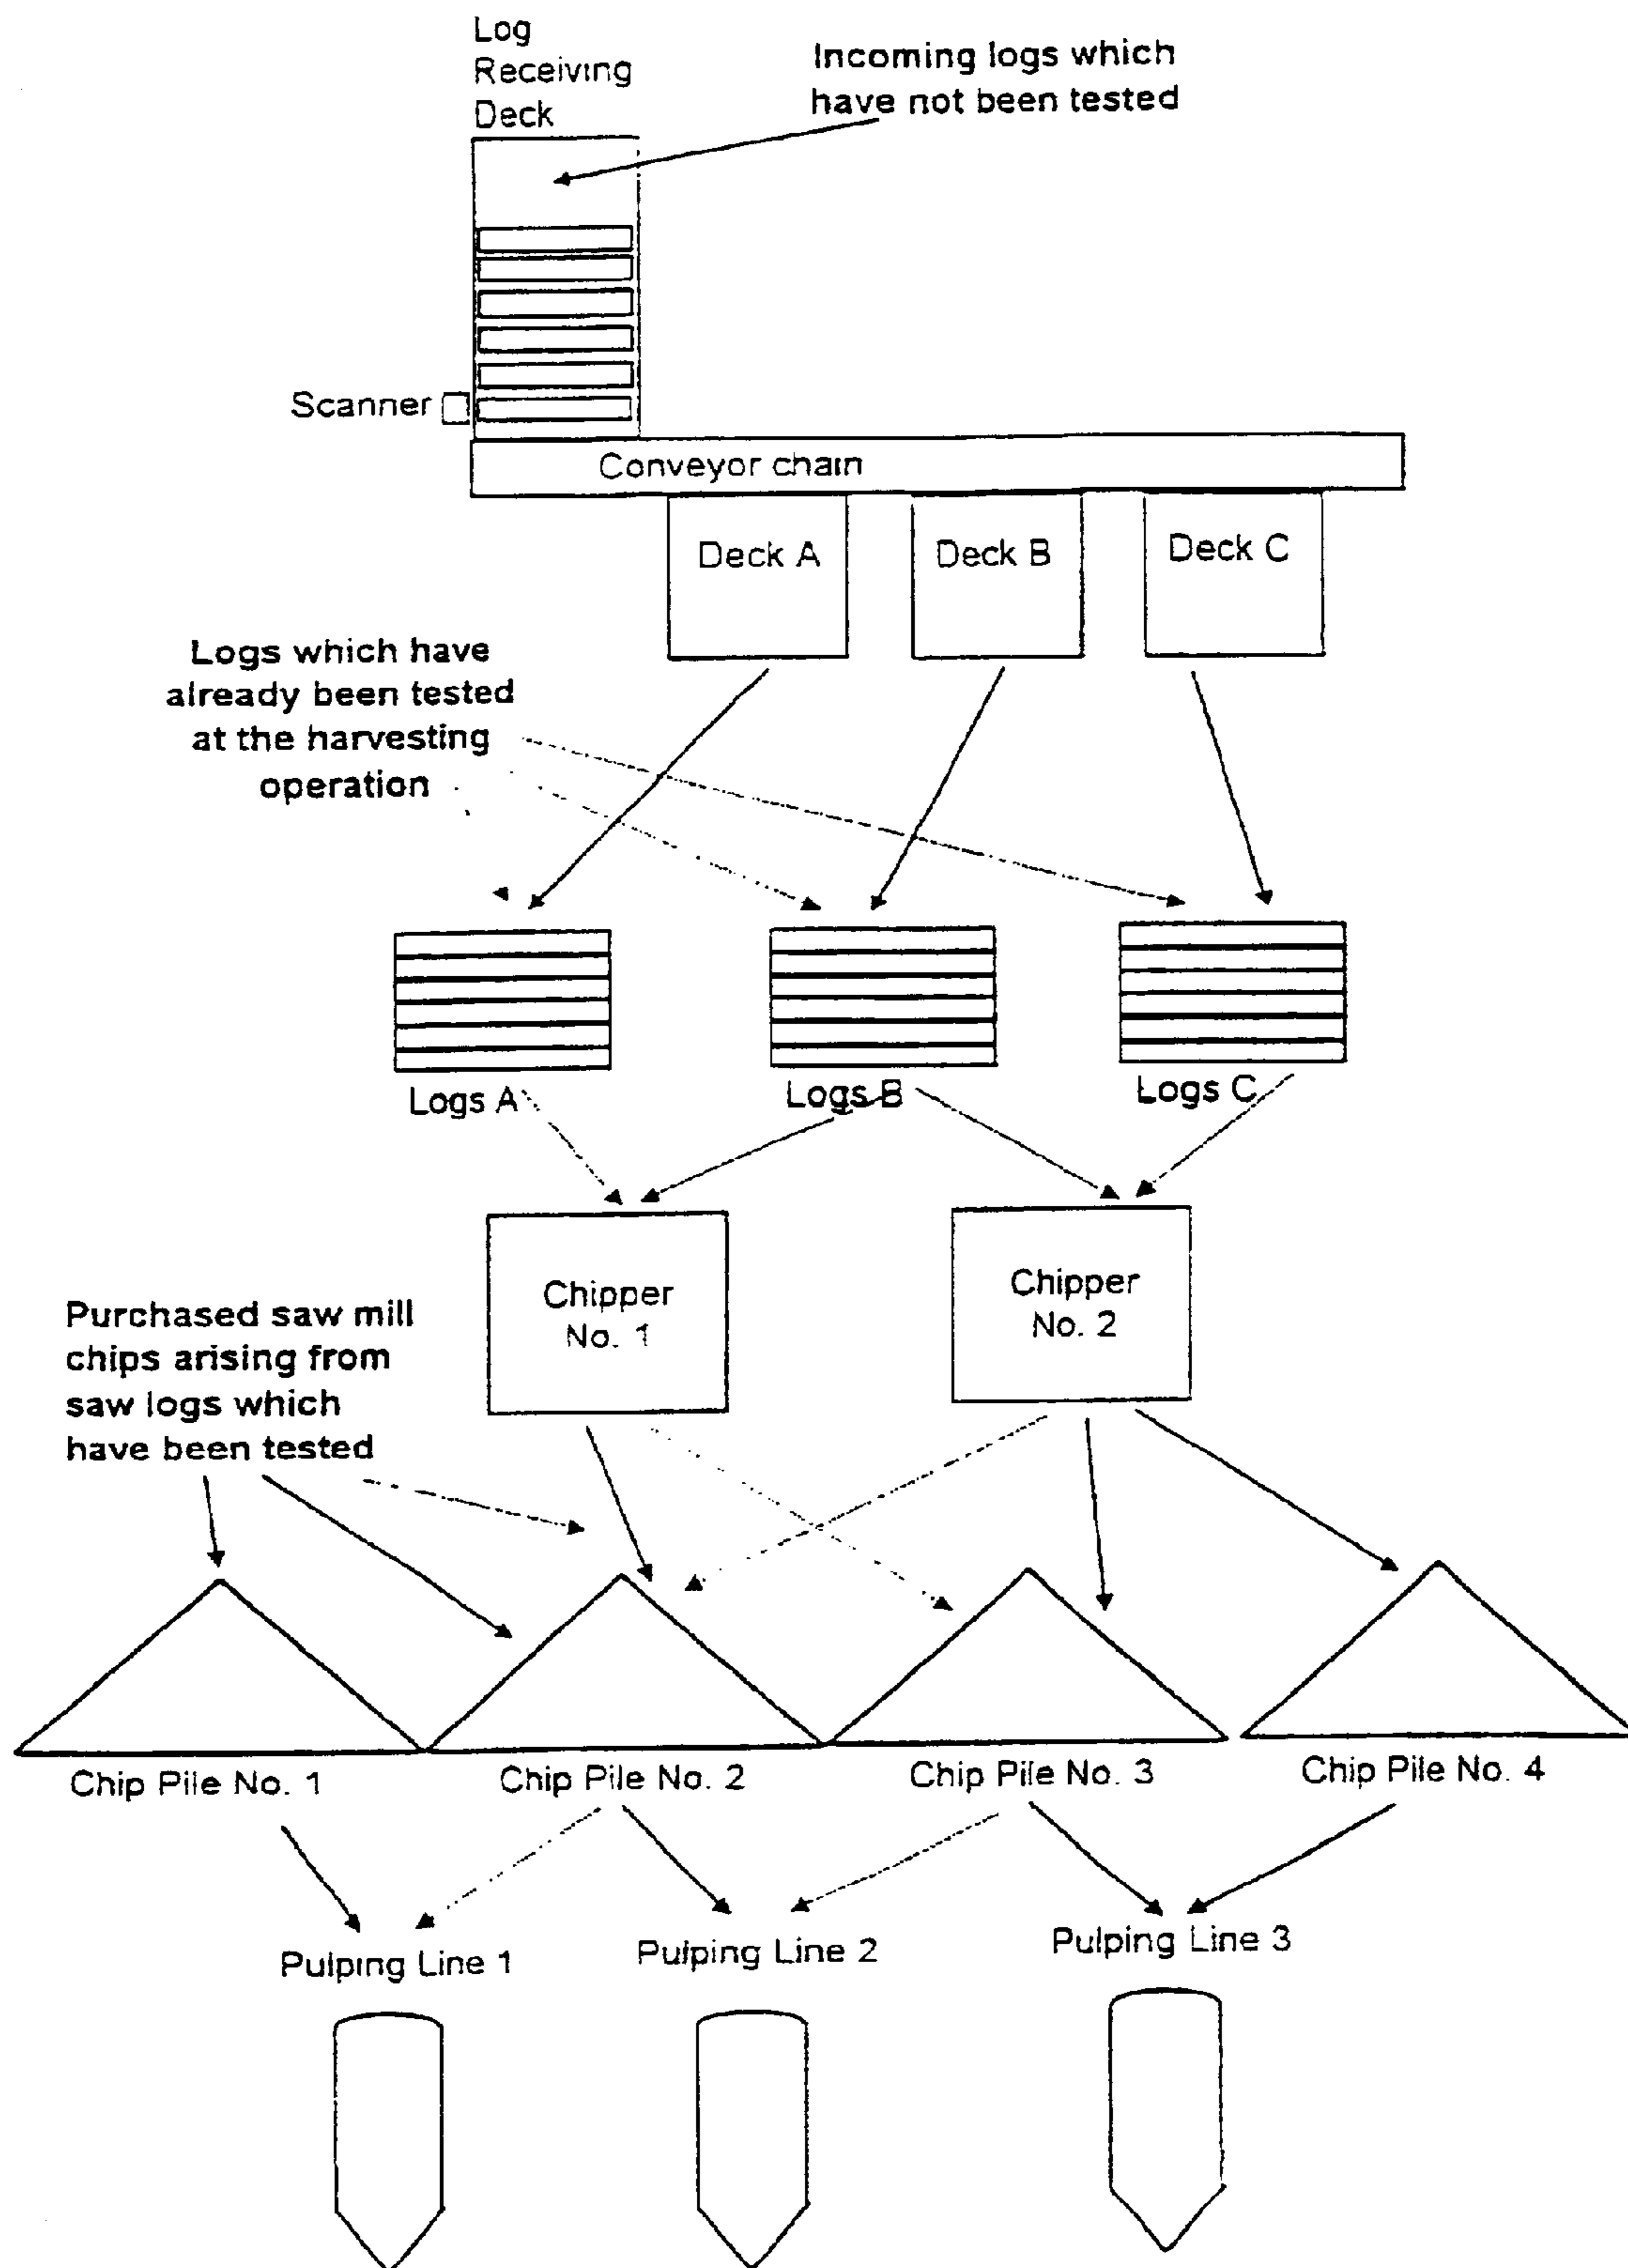 Log
Receiving
Deck
Incoming logs which
have not been tested
Scanner
Conveyor chain
Deck A
Deck B
Deck C
Logs which have
already been tested
at the harvesting
operation
Logs A
Logs B
Logs C
Chipper
No. 1
Chipper
No. 2
Purchased saw mill
chips arising from
saw logs which
have been tested
Chip Pile No. 1
Chip Pile No. 2
Chip Pile No. 3
Chip Pile No. 4
Pulping Line 1
Pulping Line 2
Pulping Line 3